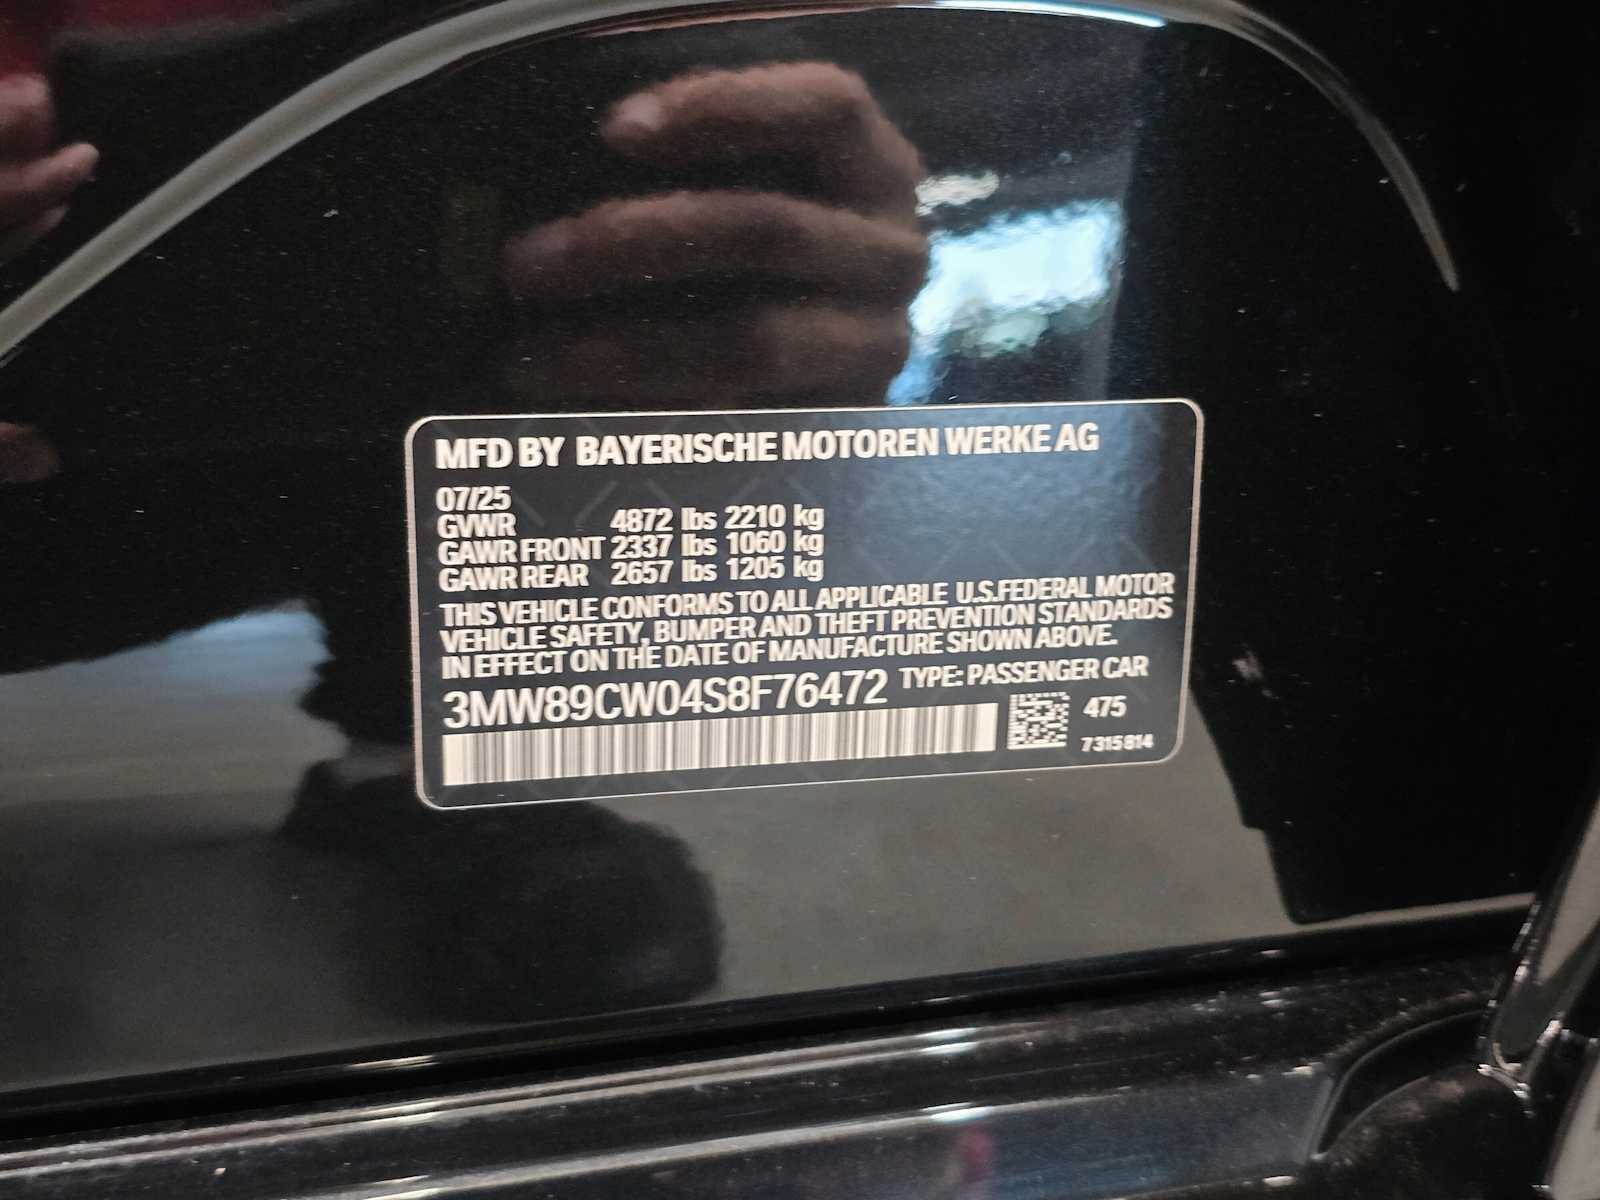 MFD BY BAYERISCHE MOTOREN WERKE AG
07/25
GVWR 4872 lbs 2210 kg
GAWR FRONT 2337 lbs 1060 kg
GAWR REAR 2657 lbs 1205 kg
THIS VEHICLE CONFORMS TO ALL APPLICABLE U.S.FEDERAL MOTOR
VEHICLE SAFETY, BUMPER AND THEFT PREVENTION STANDARDS
IN EFFECT ON THE DATE OF MANUFACTURE SHOWN ABOVE.
3MW89CW04S8F76472 TYPE: PASSENGER CAR
475
7315814